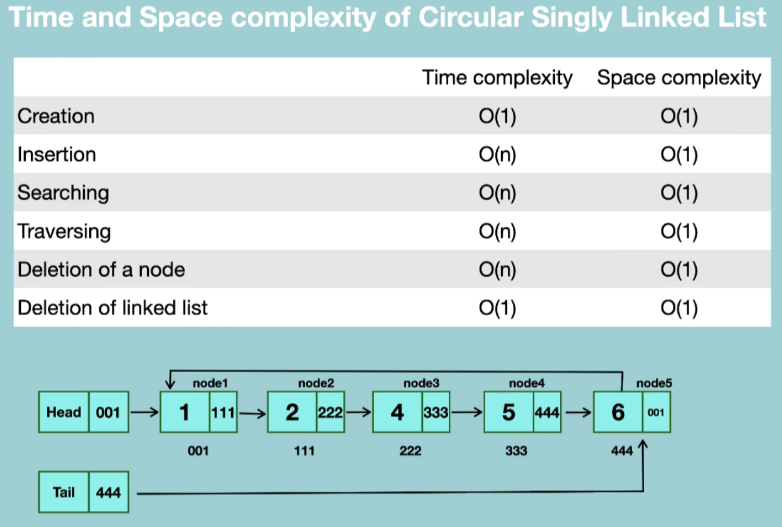 Time and Space complexity of Circular Singly Linked List
Time complexity Space complexity
Creation O(1) O(1)
Insertion O(n) O(1)
Searching O(n) O(1)
Traversing O(n) O(1)
Deletion of a node O(n) O(1)
Deletion of linked list O(1) O(1)
node1 node2 node3 node4 node5
Head 001 1 111 2 222 4 333 5 444 6 001
001 111 222 333 444
Tail 444